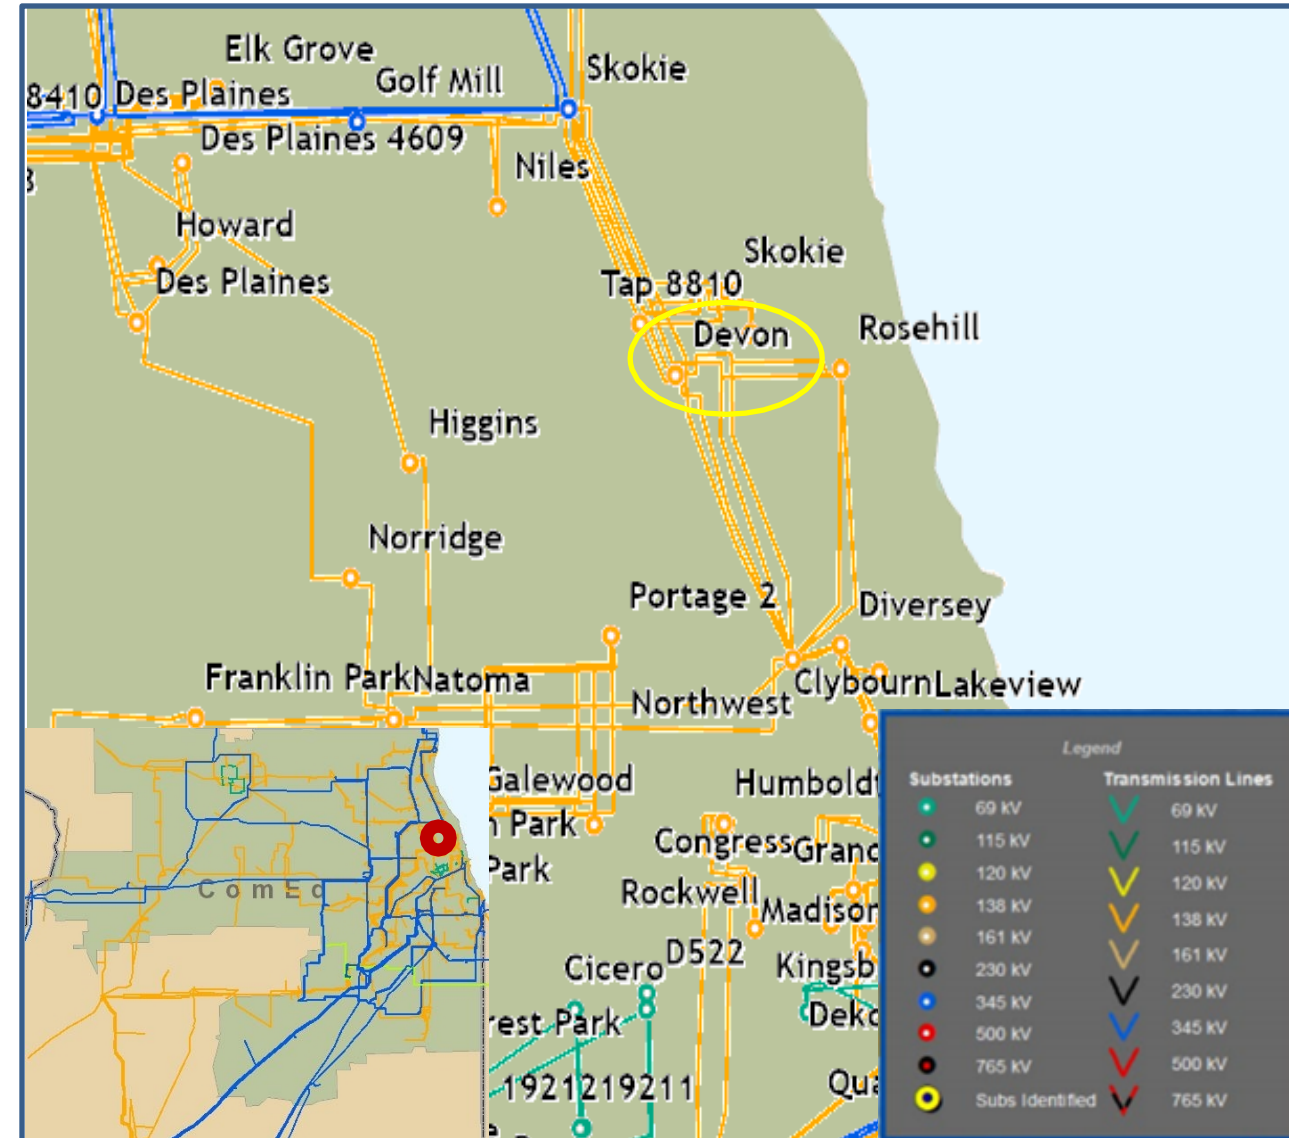 Elk Grove
Skokie
Golf Mill
8410 Des Plaines
Des Plaines 4609
Niles
Howard
Skokie
Des Plaines
Tap 8810
Devon
Rosehill
Higgins
Norridge
Portage 2
Diversey
Franklin Park
Natoma
Clybourn
Lakeview
Northwest
Galewood
Humboldt
n Park
Congress
Grand
Park
Rockwell
Madison
D522
Cicero
Kingsb
rest Park
Deko
1921219211
Qua
ComEd
Legend
Substations
Transmission Lines
69 kV
69 kV
115 kV
115 kV
120 kV
120 kV
138 kV
138 kV
161 kV
161 kV
230 kV
230 kV
345 kV
345 kV
500 kV
500 kV
765 kV
765 kV
Subs Identified